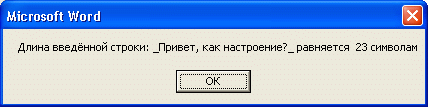 Microsoft Word
Длина введённой строки: _Привет, как настроение?_ равняется 23 символам
OK